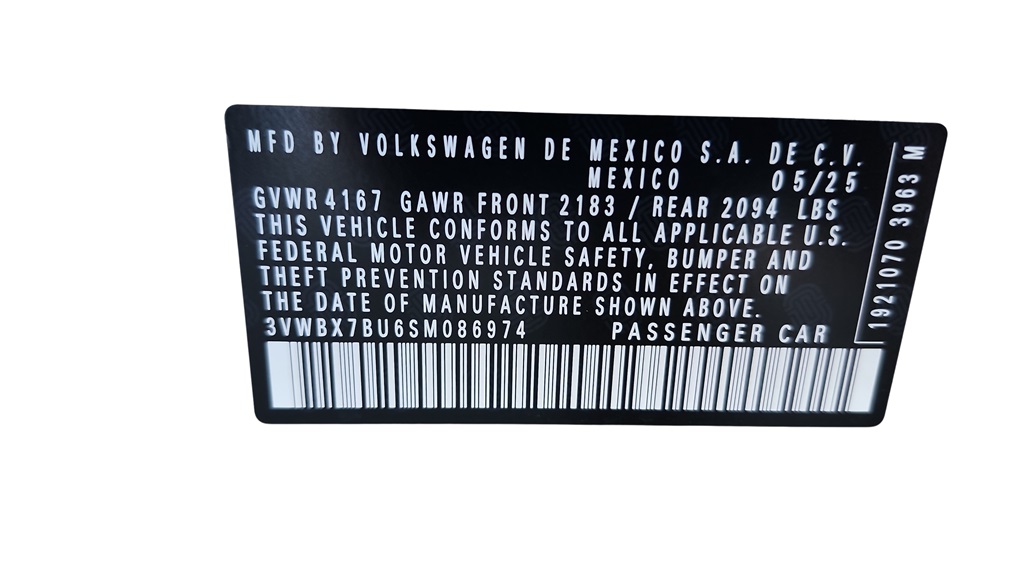 MFD BY VOLKSWAGEN DE MEXICO S.A. DE C.V.
MEXICO 05/25
GVWR 4167 GAWR FRONT 2183 / REAR 2094 LBS
THIS VEHICLE CONFORMS TO ALL APPLICABLE U.S.
FEDERAL MOTOR VEHICLE SAFETY, BUMPER AND
THEFT PREVENTION STANDARDS IN EFFECT ON
THE DATE OF MANUFACTURE SHOWN ABOVE.
3VWBX7BU6SM086974 PASSENGER CAR
1921070 3963 M